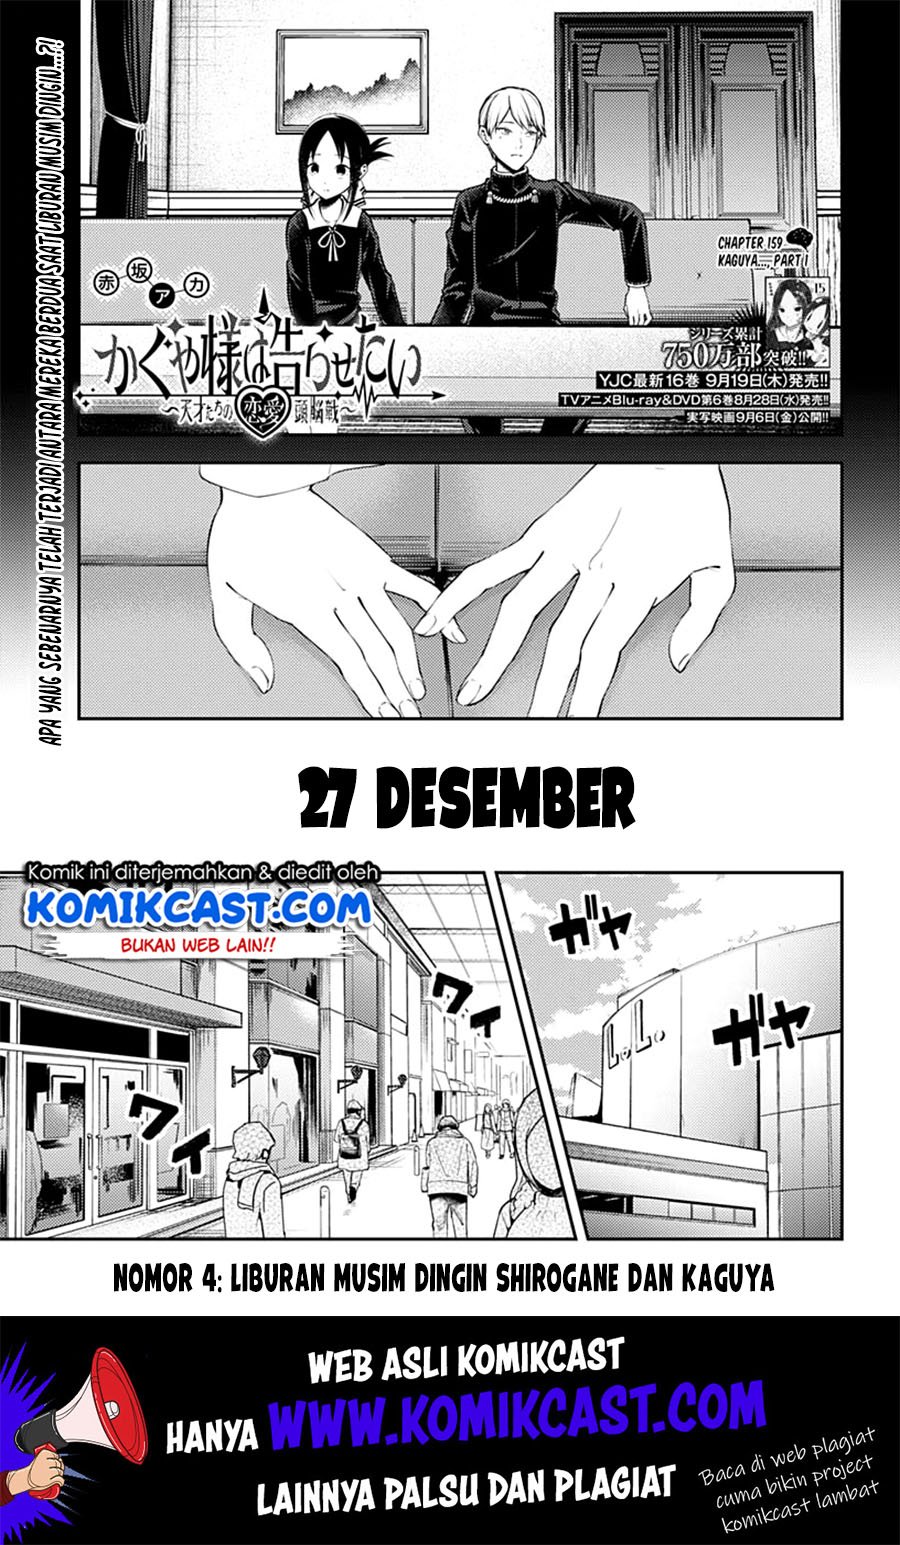 APA YANG SEBENARNYA TELAH TERJADI ANTARA MEREKA BERDUA SAAT LIBURAN MUSIM DINGIN...?!
CHAPTER 159
KAGUYA..., PART 1
赤坂アカ
かぐや様は告らせたい
～天才たちの恋愛頭脳戦～
15
シリーズ累計
750万部突破!!
YJC最新16巻 9月19日(木)発売!!
TVアニメBlu-ray&DVD第6巻8月28日(水)発売!!
実写映画9月6日(金)公開!!
27 DESEMBER
Komik ini diterjemahkan & diedit oleh
KOMIKCAST.COM
BUKAN WEB LAIN!!
ワイ
ワイ
ガヤ
ガヤ
L.L.
NOMOR 4: LIBURAN MUSIM DINGIN SHIROGANE DAN KAGUYA
WEB ASLI KOMIKCAST
HANYA WWW.KOMIKCAST.COM
LAINNYA PALSU DAN PLAGIAT
Baca di web plagiat
cuma bikin project
komikcast lambat